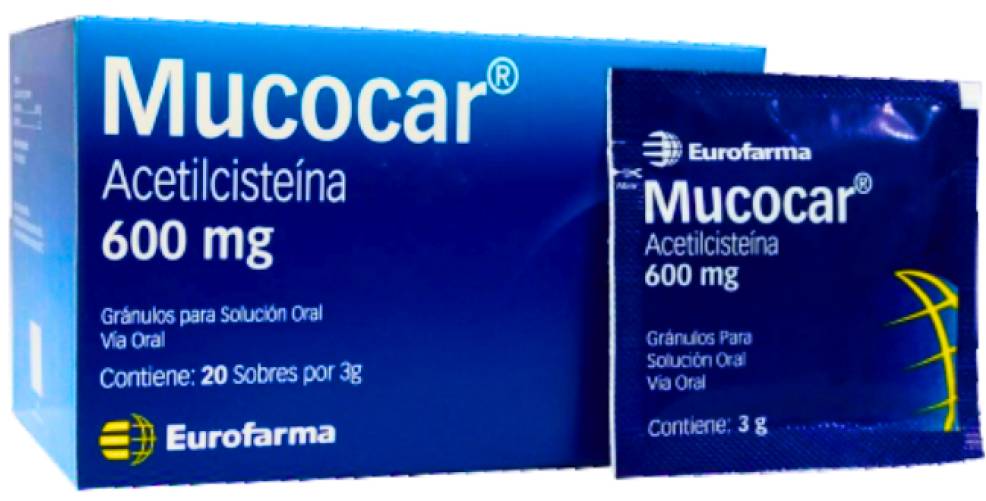 Mucocar®
Acetilcisteína
600 mg
Gránulos para Solución Oral
Vía Oral
Contiene: 20 Sobres por 3g
Eurofarma
Eurofarma
Mucocar®
Acetilcisteína
600 mg
Gránulos Para
Solución Oral
Vía Oral
Contiene: 3 g